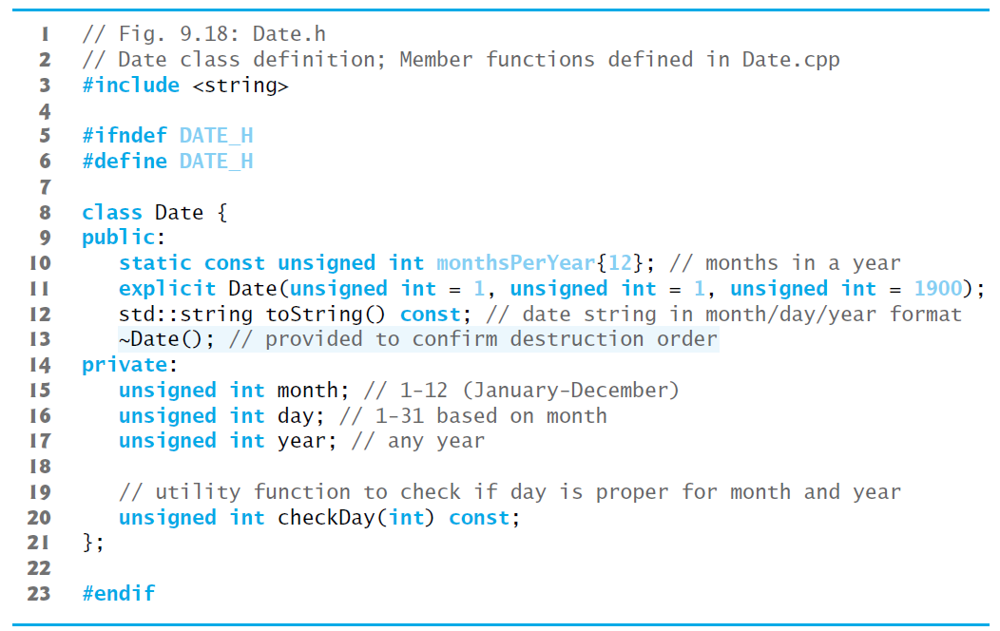 1 // Fig. 9.18: Date.h
2 // Date class definition; Member functions defined in Date.cpp
3 #include <string>
4
5 #ifndef DATE_H
6 #define DATE_H
7
8 class Date {
9 public:
10    static const unsigned int monthsPerYear{12}; // months in a year
11    explicit Date(unsigned int = 1, unsigned int = 1, unsigned int = 1900);
12    std::string toString() const; // date string in month/day/year format
13    ~Date(); // provided to confirm destruction order
14 private:
15    unsigned int month; // 1-12 (January-December)
16    unsigned int day; // 1-31 based on month
17    unsigned int year; // any year
18
19    // utility function to check if day is proper for month and year
20    unsigned int checkDay(int) const;
21 };
22
23 #endif